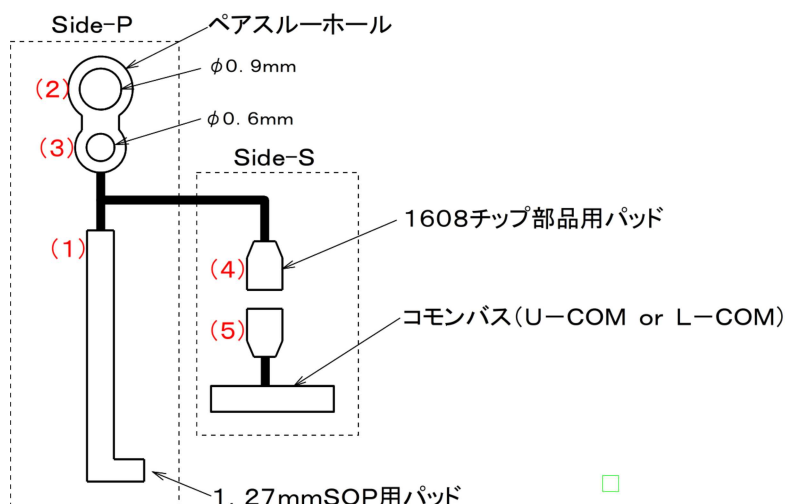 Side-P
ペアスルーホール
φ0.9mm
(2)
φ0.6mm
(3)
Side-S
1608チップ部品用パッド
(1)
(4)
コモンバス(U-COM or L-COM)
(5)
1.27mmSOP用パッド